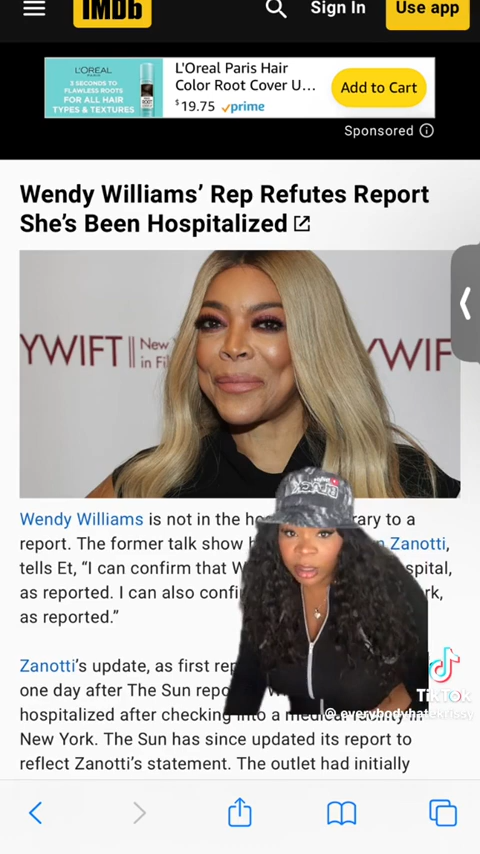 IMDb
Sign In
Use app
L'ORÉAL
PARIS
3 SECONDS TO
FLAWLESS ROOTS
FOR ALL HAIR
TYPES & TEXTURES
L'Oreal Paris Hair
Color Root Cover U...
$19.75 prime
Add to Cart
Sponsored
Wendy Williams' Rep Refutes Report
She's Been Hospitalized
YWIFT New
in Fi
YWIF
Wendy Williams is not in the ho rary to a
report. The former talk show Zanotti,
tells Et, "I can confirm that W spital,
as reported. I can also confi rk,
as reported."
Zanotti's update, as first rep
one day after The Sun repo
hospitalized after checking into a
New York. The Sun has since updated its report to
reflect Zanotti's statement. The outlet had initially
TikTok
@everybodyhatekrissy